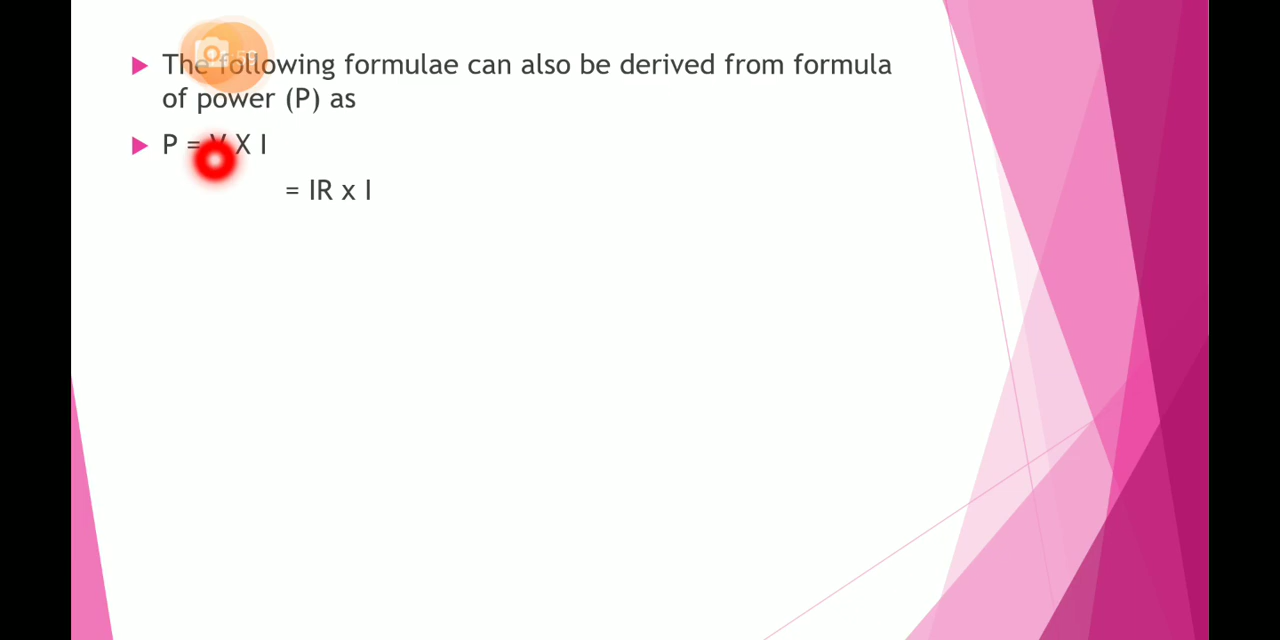 The following formulae can also be derived from formula
of power (P) as
P = V X I
= IR x I